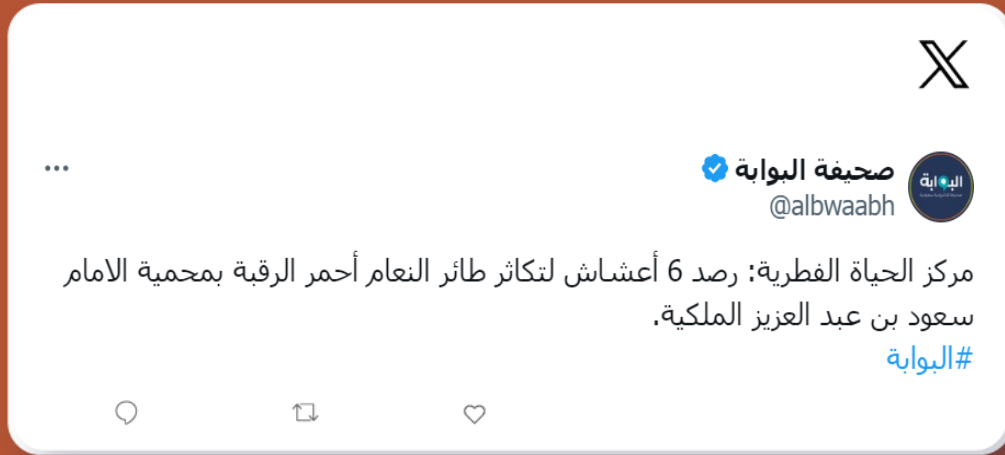 صحيفة البوابة
@albwaabh
البوابة
مركز الحياة الفطرية: رصد 6 أعشاش لتكاثر طائر النعام أحمر الرقبة بمحمية الامام
سعود بن عبد العزيز الملكية.
#البوابة